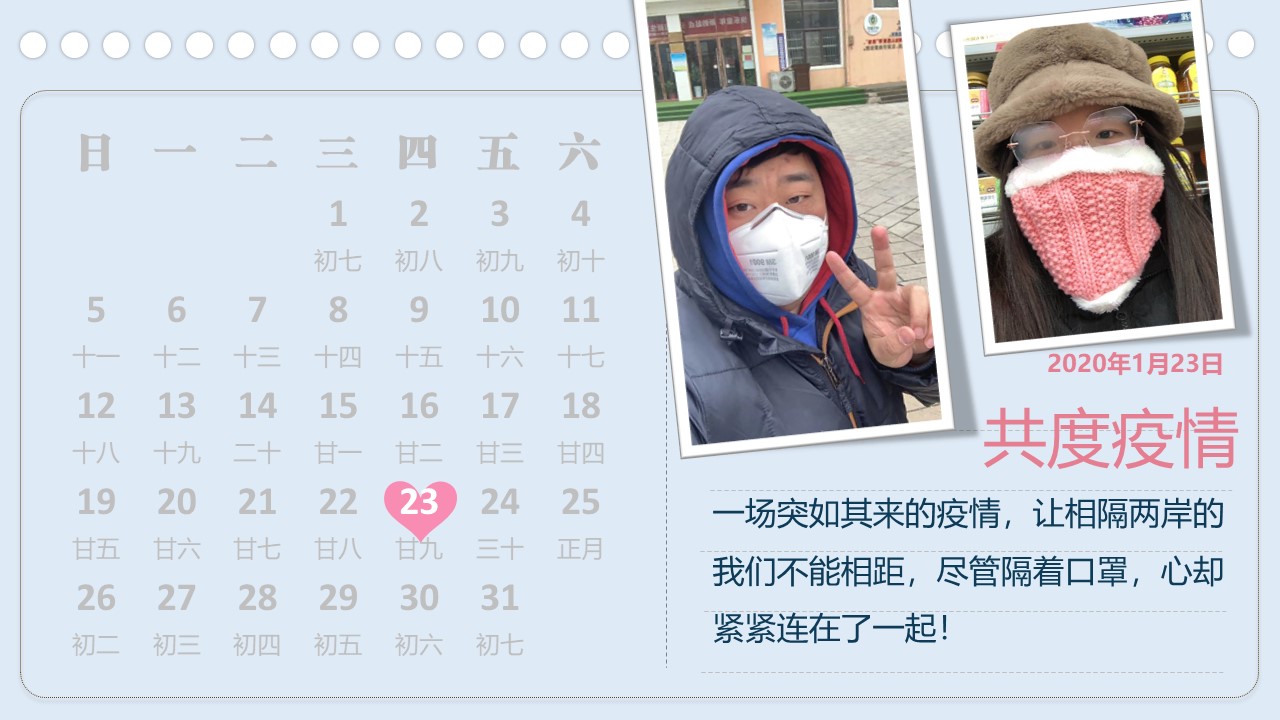 日 一 二 三 四 五 六
1 2 3 4
初七 初八 初九 初十
5 6 7 8 9 10 11
十一 十二 十三 十四 十五 十六 十七
12 13 14 15 16 17 18
十八 十九 二十 廿一 廿二 廿三 廿四
19 20 21 22 23 24 25
廿五 廿六 廿七 廿八 廿九 三十 正月
26 27 28 29 30 31
初二 初三 初四 初五 初六 初七
2020年1月23日
共度疫情
一场突如其来的疫情，让相隔两岸的
我们不能相距，尽管隔着口罩，心却
紧紧连在了一起！